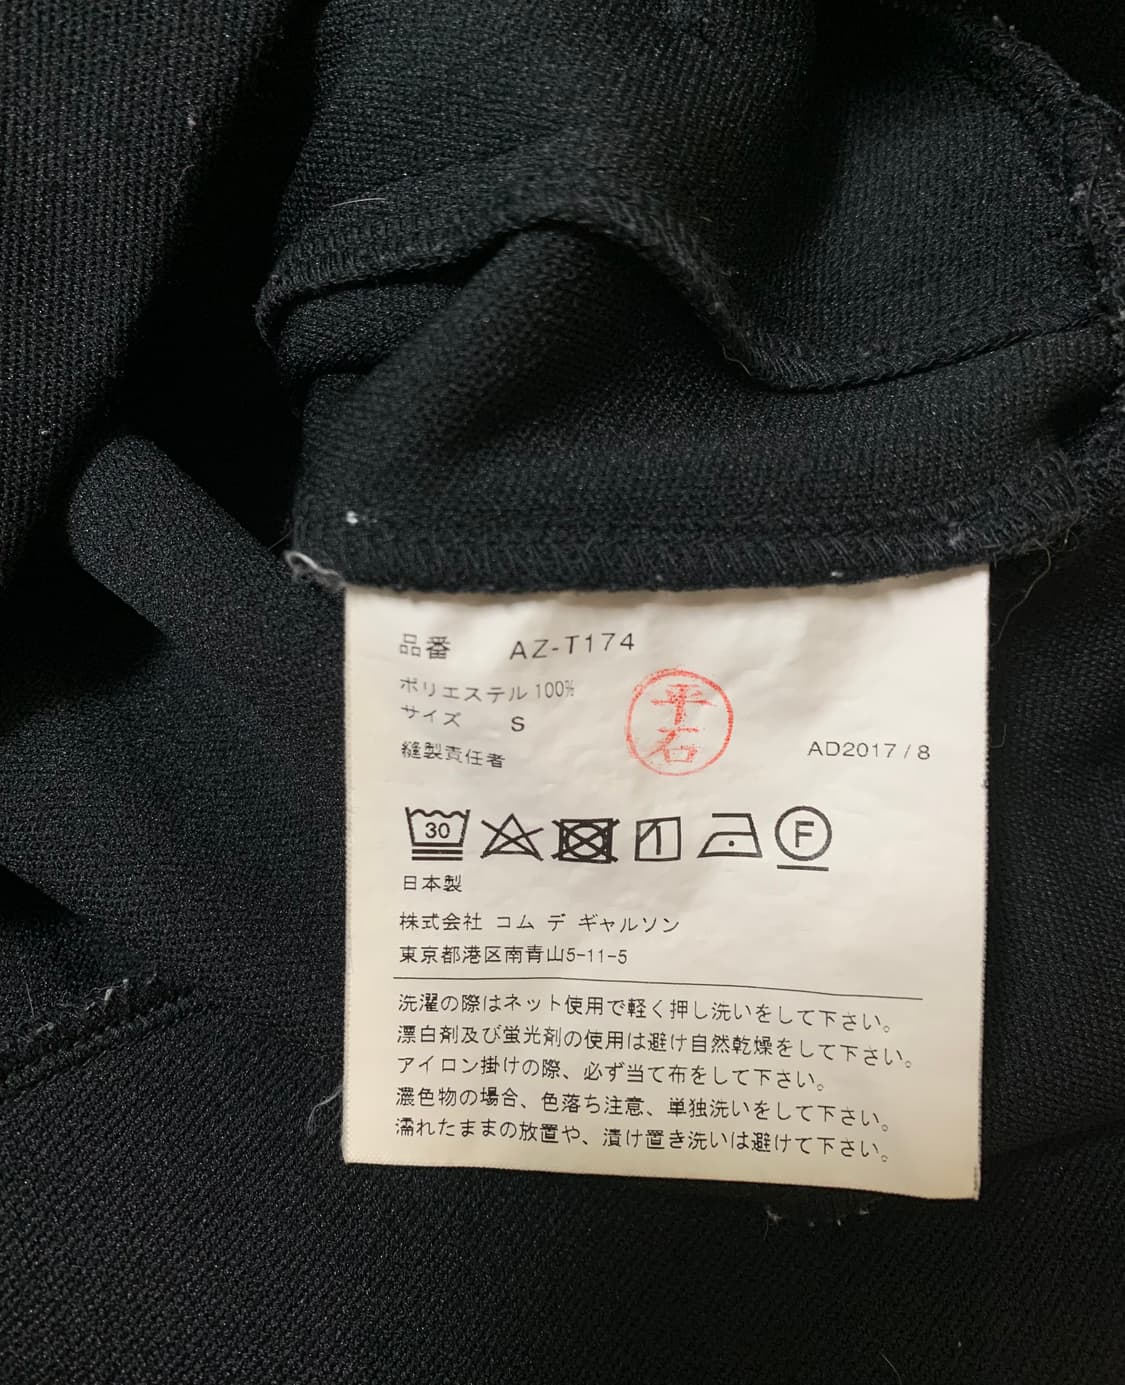 品番 AZ-T174
ポリエステル 100%
サイズ S
平石
縫製責任者
AD2017/8
30
F
日本製
株式会社 コム デ ギャルソン
東京都港区南青山5-11-5
洗濯の際はネット使用で軽く押し洗いをして下さい。
漂白剤及び蛍光剤の使用は避け自然乾燥をして下さい。
アイロン掛けの際、必ず当て布をして下さい。
濃色物の場合、色落ち注意、単独洗いをして下さい。
濡れたままの放置や、漬け置き洗いは避けて下さい。